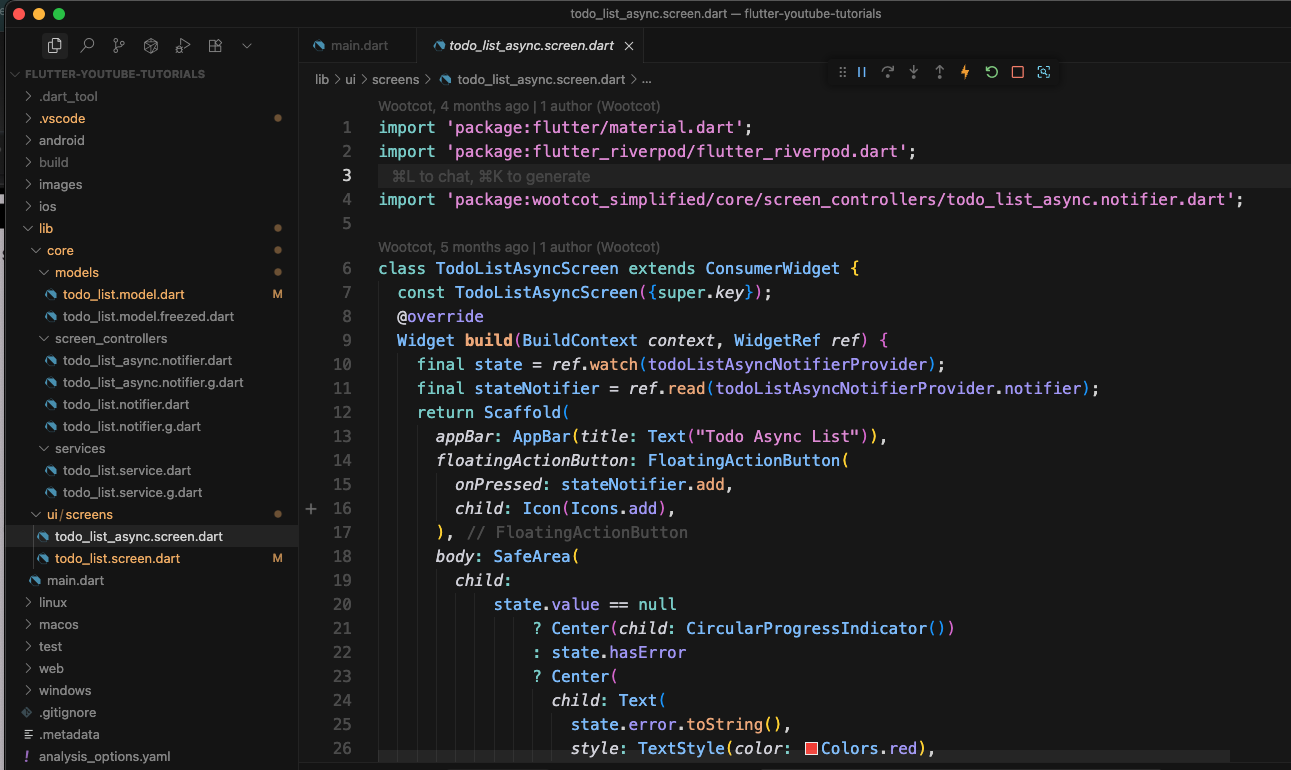 todo_list_async.screen.dart — flutter-youtube-tutorials
main.dart
todo_list_async.screen.dart
FLUTTER-YOUTUBE-TUTORIALS
.dart_tool
.vscode
android
build
images
ios
lib
core
models
todo_list.model.dart M
todo_list.model.freezed.dart
screen_controllers
todo_list_async.notifier.dart
todo_list_async.notifier.g.dart
todo_list.notifier.dart
todo_list.notifier.g.dart
services
todo_list.service.dart
todo_list.service.g.dart
ui/screens
todo_list_async.screen.dart
todo_list.screen.dart M
main.dart
linux
macos
test
web
windows
.gitignore
.metadata
! analysis_options.yaml
lib > ui > screens > todo_list_async.screen.dart > ...
Wootcot, 4 months ago | 1 author (Wootcot)
1 import 'package:flutter/material.dart';
2 import 'package:flutter_riverpod/flutter_riverpod.dart';
3 ⌘L to chat, ⌘K to generate
4 import 'package:wootcot_simplified/core/screen_controllers/todo_list_async.notifier.dart';
5
Wootcot, 5 months ago | 1 author (Wootcot)
6 class TodoListAsyncScreen extends ConsumerWidget {
7 const TodoListAsyncScreen({super.key});
8 @override
9 Widget build(BuildContext context, WidgetRef ref) {
10 final state = ref.watch(todoListAsyncNotifierProvider);
11 final stateNotifier = ref.read(todoListAsyncNotifierProvider.notifier);
12 return Scaffold(
13 appBar: AppBar(title: Text("Todo Async List")),
14 floatingActionButton: FloatingActionButton(
15 onPressed: stateNotifier.add,
16 child: Icon(Icons.add),
17 ), // FloatingActionButton
18 body: SafeArea(
19 child:
20 state.value == null
21 ? Center(child: CircularProgressIndicator())
22 : state.hasError
23 ? Center(
24 child: Text(
25 state.error.toString(),
26 style: TextStyle(color: Colors.red),